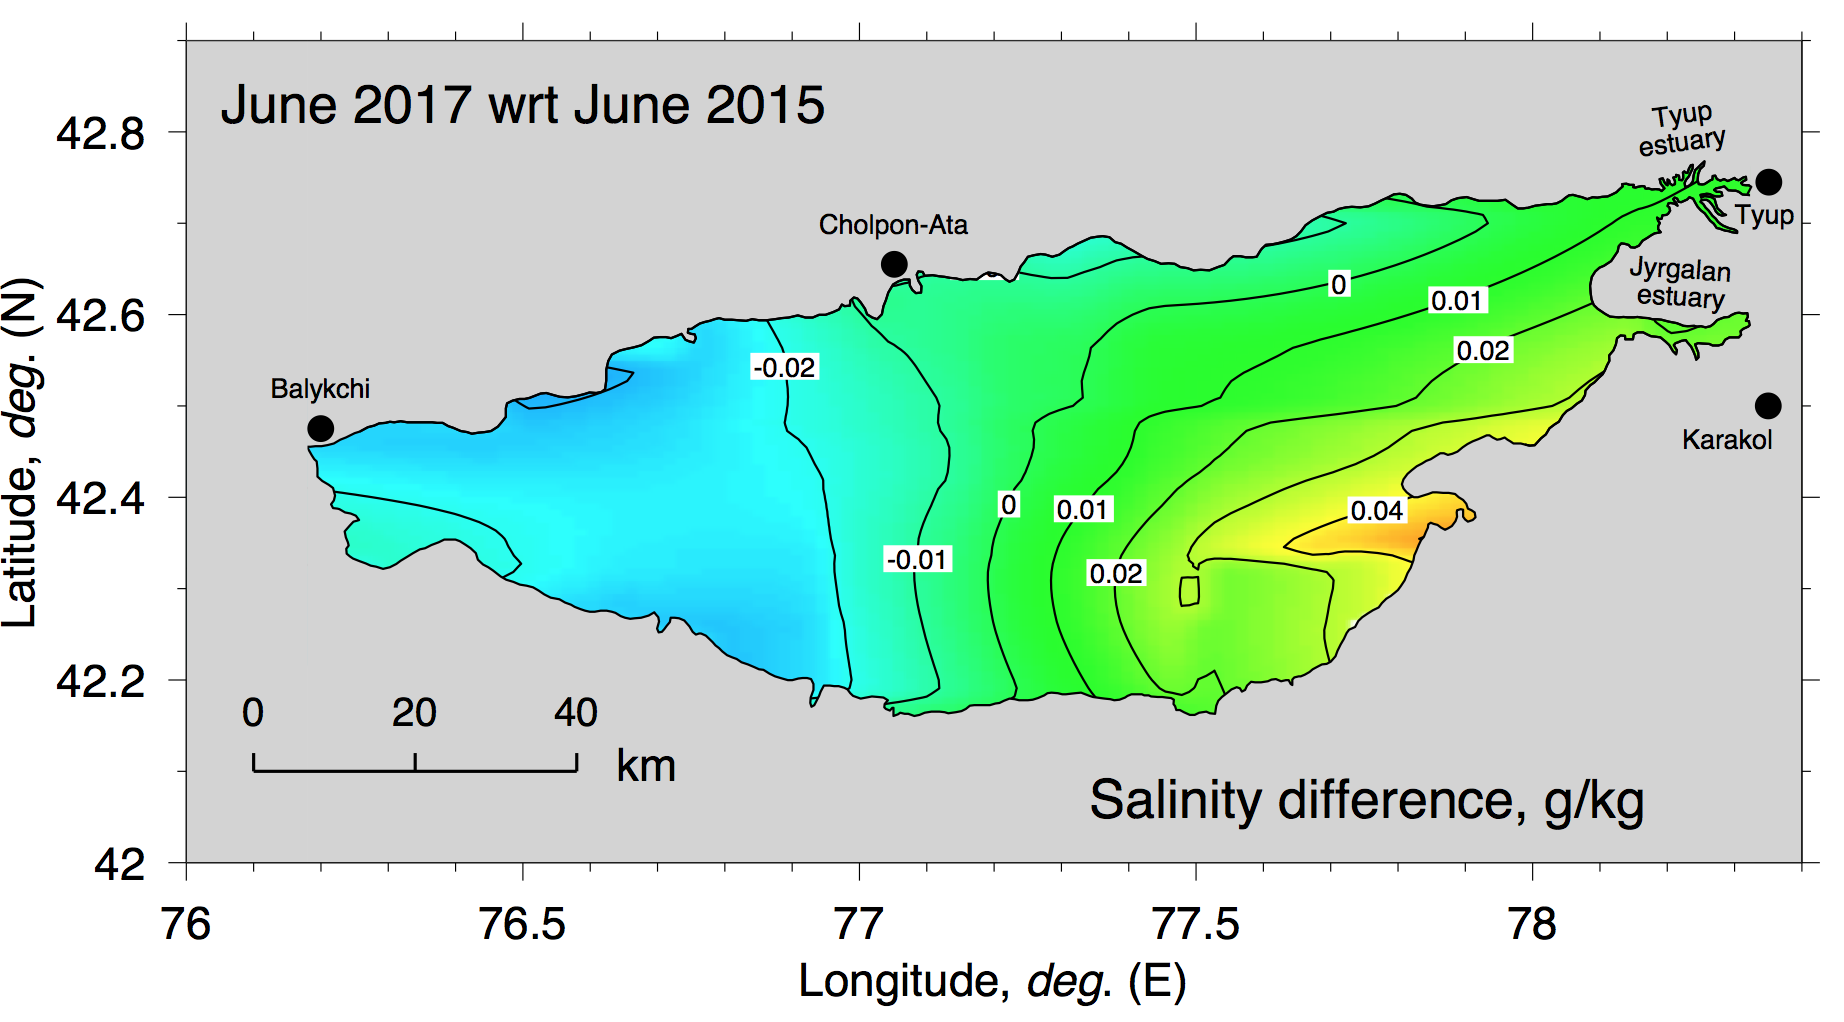 June 2017 wrt June 2015
42.8
42.6
42.4
42.2
42
Latitude, deg. (N)
Tyup
estuary
Tyup
Cholpon-Ata
Jyrgalan
estuary
Balykchi
Karakol
0
0.01
0.02
-0.02
0.04
0
0.01
-0.01
0.02
0 20 40
km
Salinity difference, g/kg
76 76.5 77 77.5 78
Longitude, deg. (E)